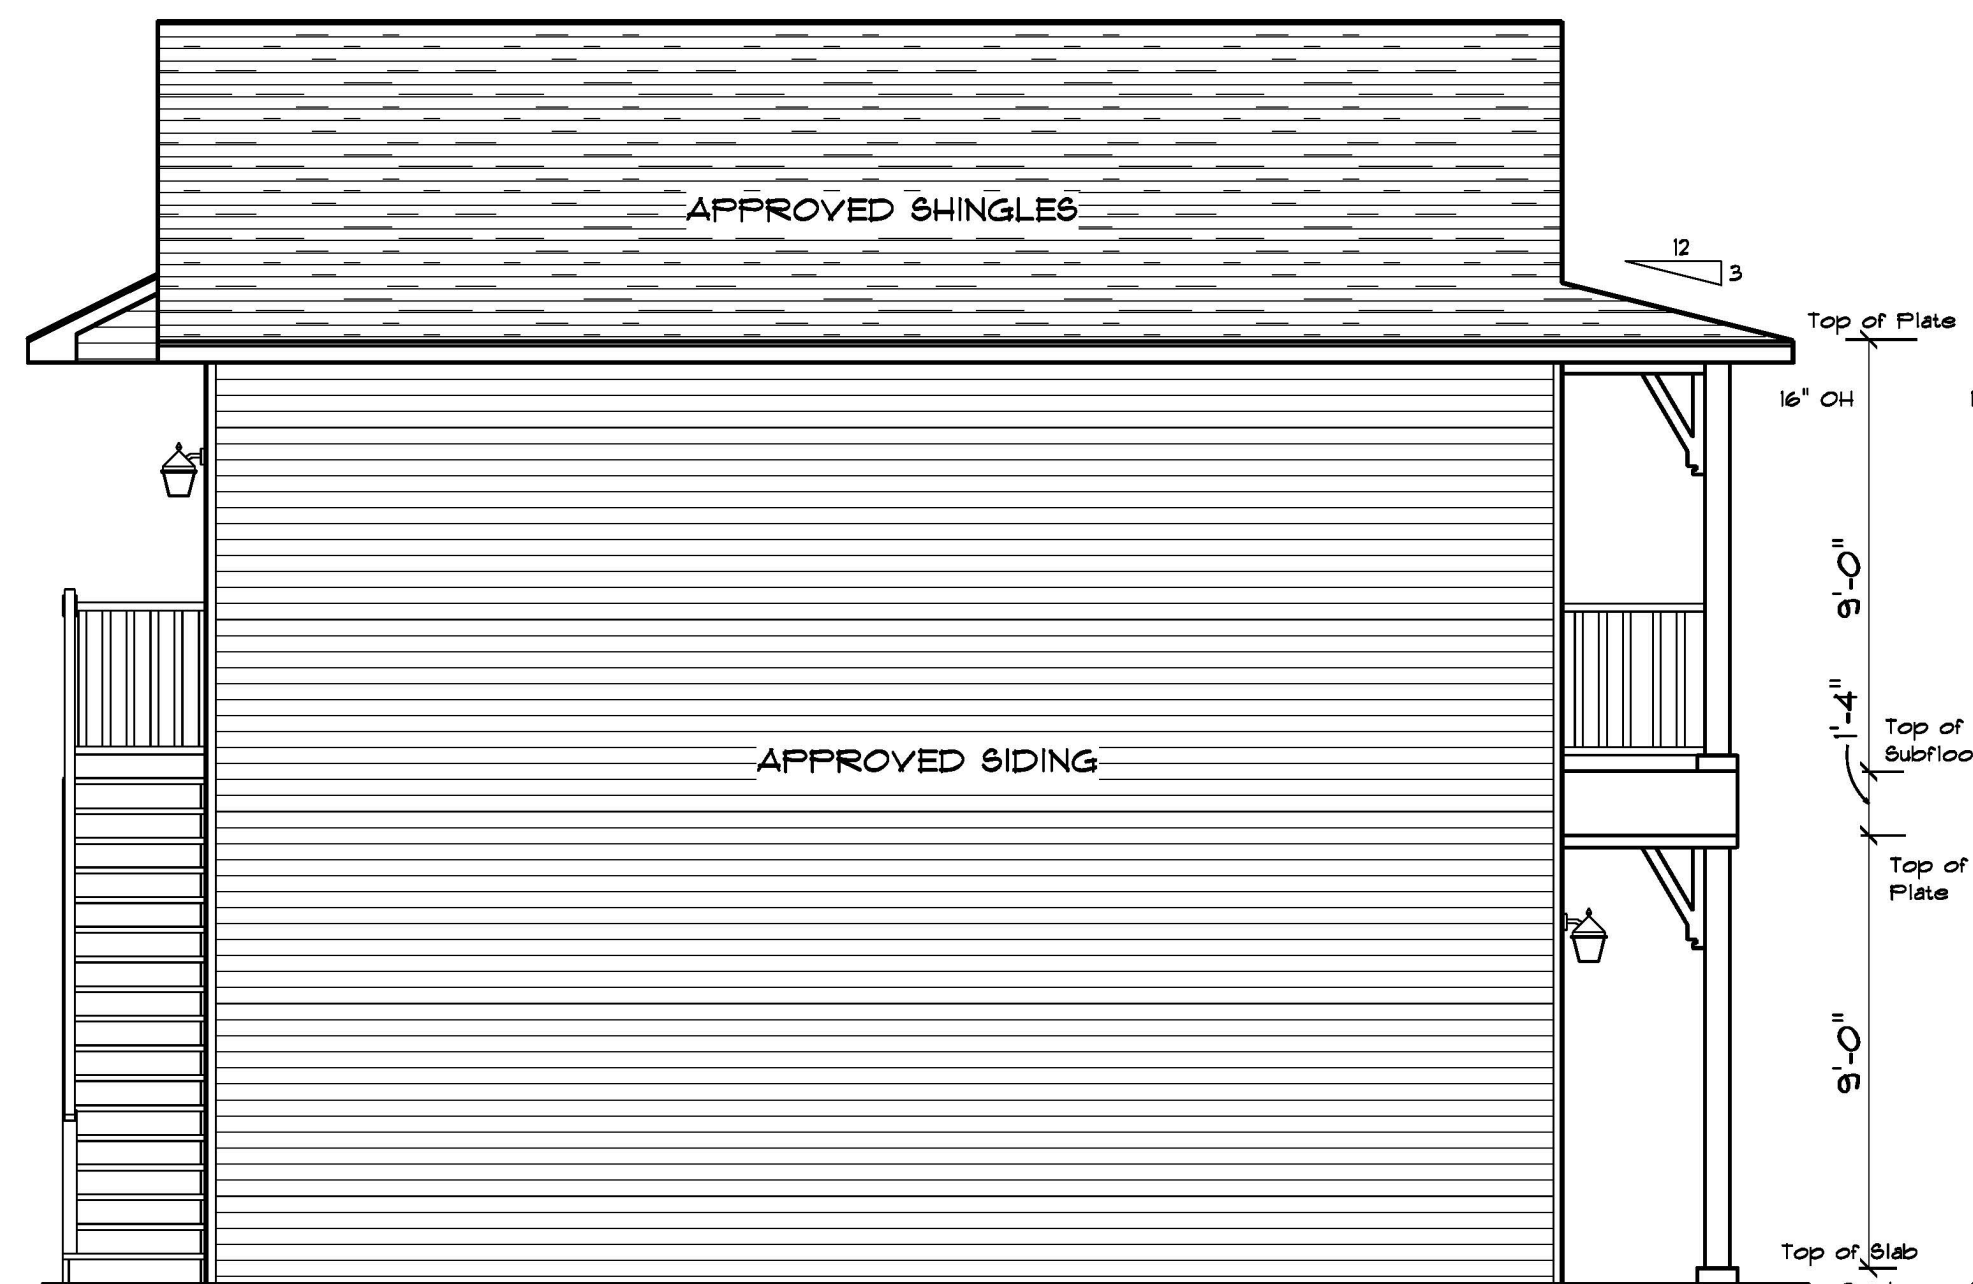 APPROVED SHINGLES
12
3
Top of Plate
16" OH
9'-0"
1'-4"
Top of
APPROVED SIDING
Top of
Plate
9'-0"
Top of Slab